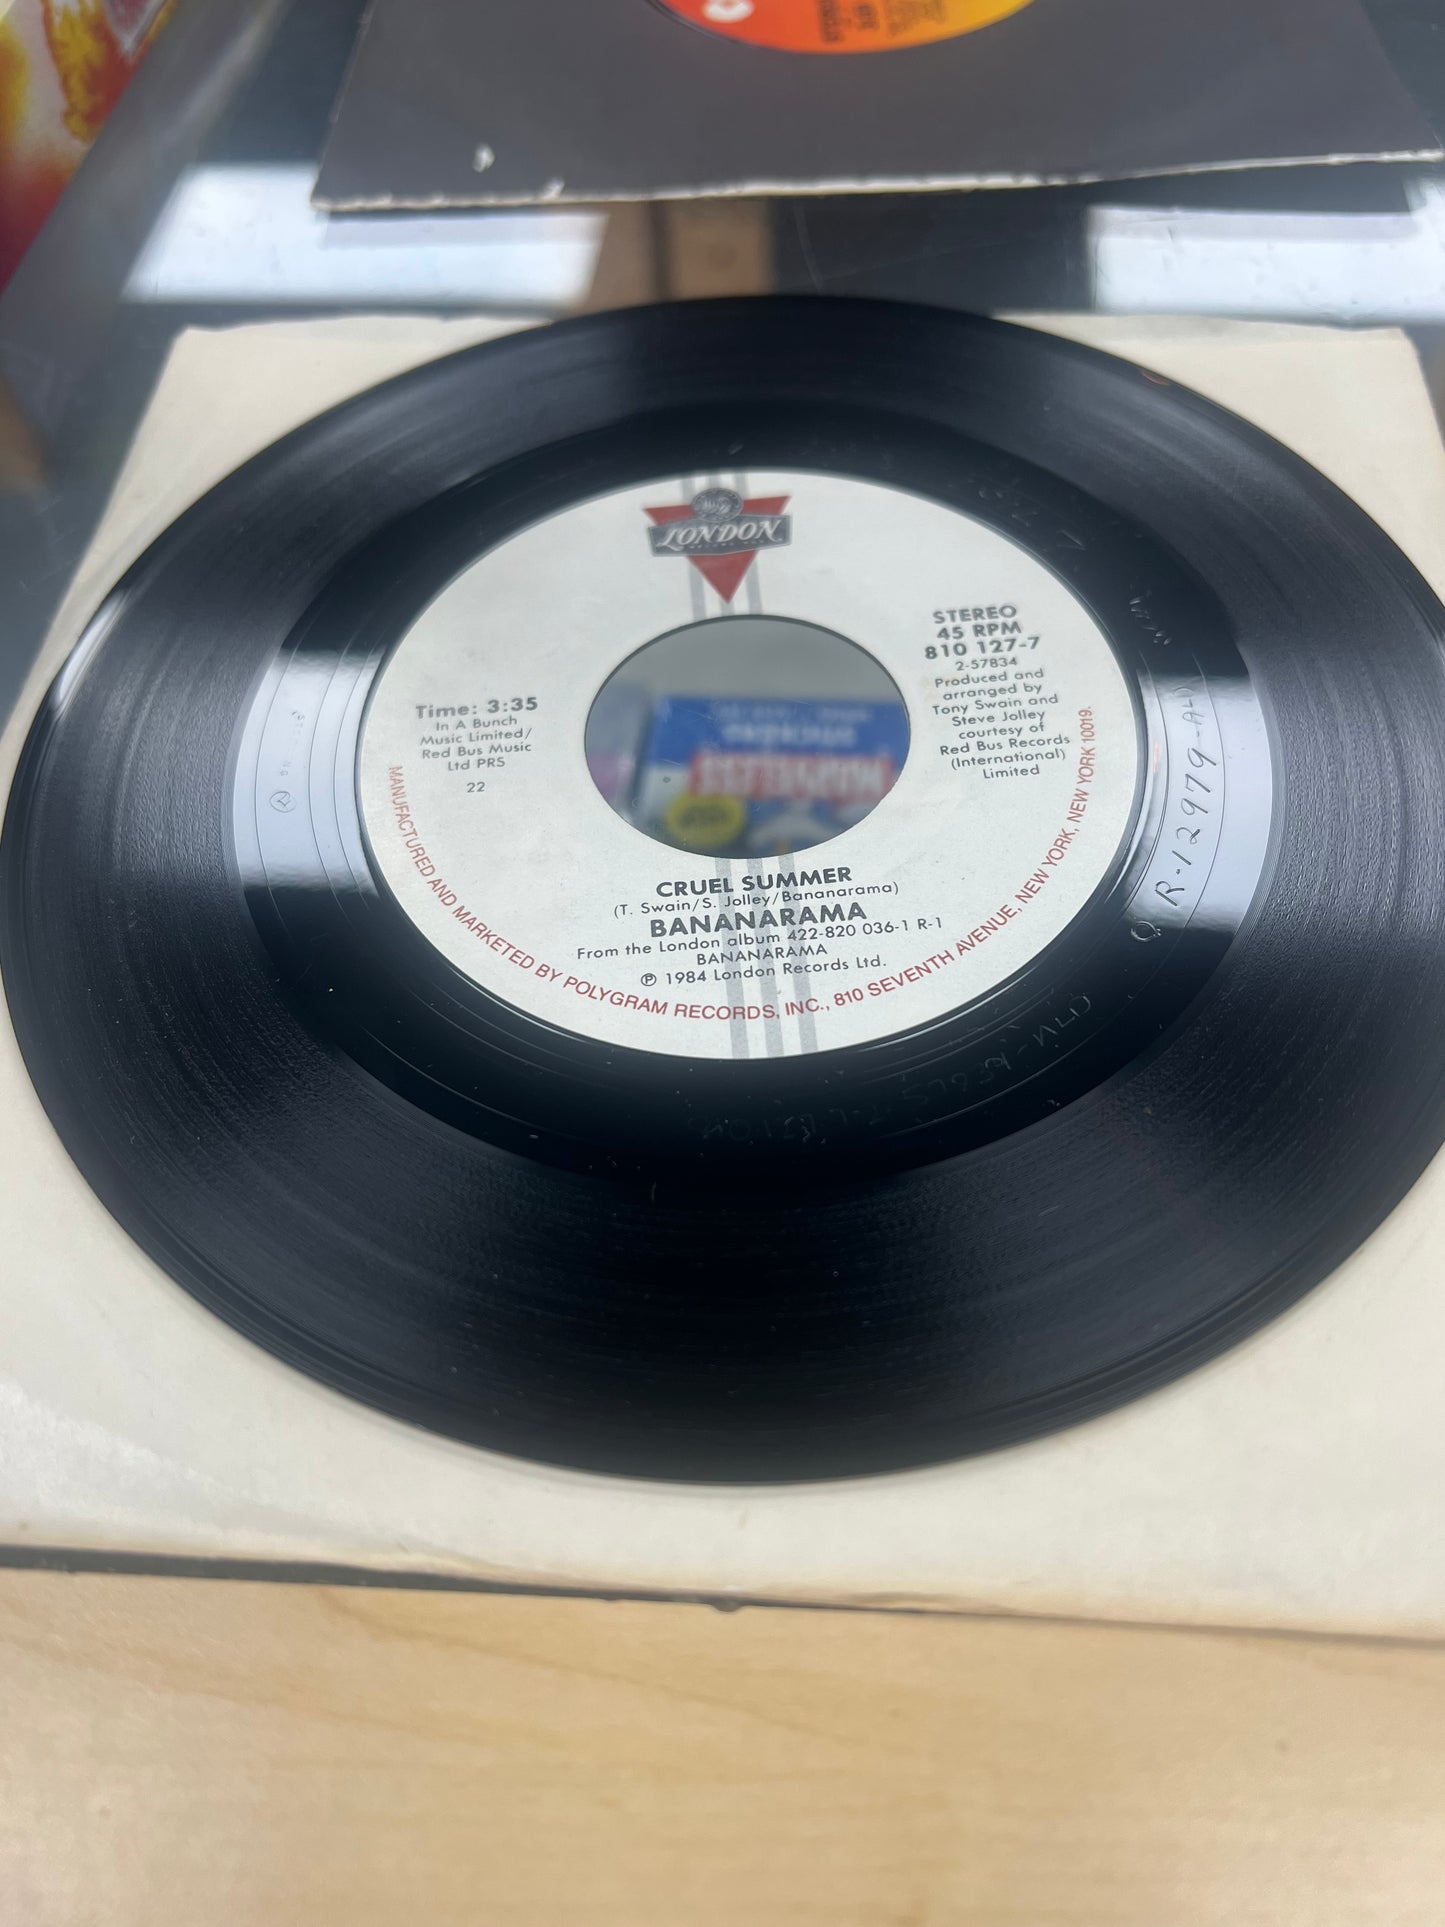 LONDON
STEREO
45 RPM
810 127-7
2-57834
Produced and
arranged by
Tony Swain and
Steve Jolley
courtesy of
Red Bus Records
(International)
Limited
Time: 3:35
In A Bunch
Music Limited/
Red Bus Music
Ltd PRS
22
CRUEL SUMMER
(T. Swain/S. Jolley/Bananarama)
BANANARAMA
From the London album 422-820 036-1 R-1
BANANARAMA
℗ 1984 London Records Ltd.
MANUFACTURED AND MARKETED BY POLYGRAM RECORDS, INC., 810 SEVENTH AVENUE, NEW YORK, NEW YORK 10019.
R-12979